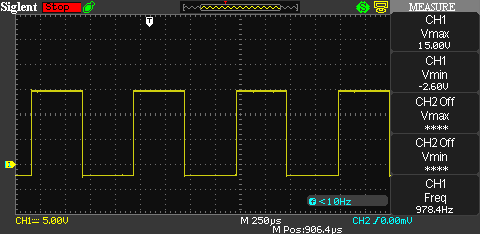 Siglent Stop MEASURE
T
CH1
Vmax
15.00V
CH1
Vmin
-2.60V
CH2 Off
Vmax
****
CH2 Off
Vmin
****
CH1
Freq
978.4Hz
<10Hz
CH1 5.00V M 250µs CH2 /0.00mV
M Pos:906.4µs